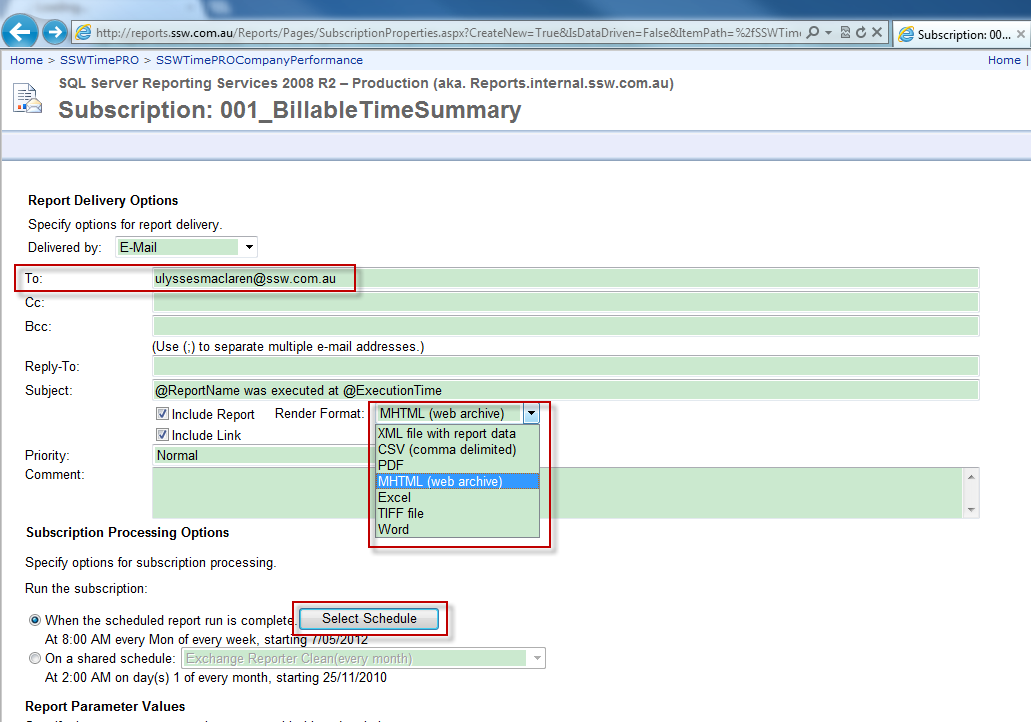 http://reports.ssw.com.au/Reports/Pages/SubscriptionProperties.aspx?CreateNew=True&IsDataDriven=False&ItemPath=%2fSSWTime
Subscription: 00...
Home > SSWTimePRO > SSWTimePROCompanyPerformance
Home |
SQL Server Reporting Services 2008 R2 – Production (aka. Reports.internal.ssw.com.au)
Subscription: 001_BillableTimeSummary
Report Delivery Options
Specify options for report delivery.
Delivered by: E-Mail
To: ulyssesmaclaren@ssw.com.au
Cc:
Bcc:
(Use (;) to separate multiple e-mail addresses.)
Reply-To:
Subject: @ReportName was executed at @ExecutionTime
Include Report Render Format: MHTML (web archive)
XML file with report data
Include Link
CSV (comma delimited)
Priority: Normal
PDF
Comment:
MHTML (web archive)
Excel
TIFF file
Word
Subscription Processing Options
Specify options for subscription processing.
Run the subscription:
When the scheduled report run is complete. Select Schedule
At 8:00 AM every Mon of every week, starting 7/05/2012
On a shared schedule: Exchange Reporter Clean(every month)
At 2:00 AM on day(s) 1 of every month, starting 25/11/2010
Report Parameter Values